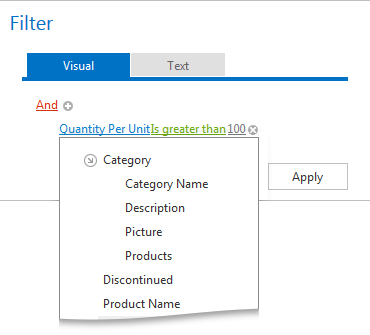 Filter
Visual Text
And
Quantity Per Unit Is greater than 100
Category
Category Name
Apply
Description
Picture
Products
Discontinued
Product Name